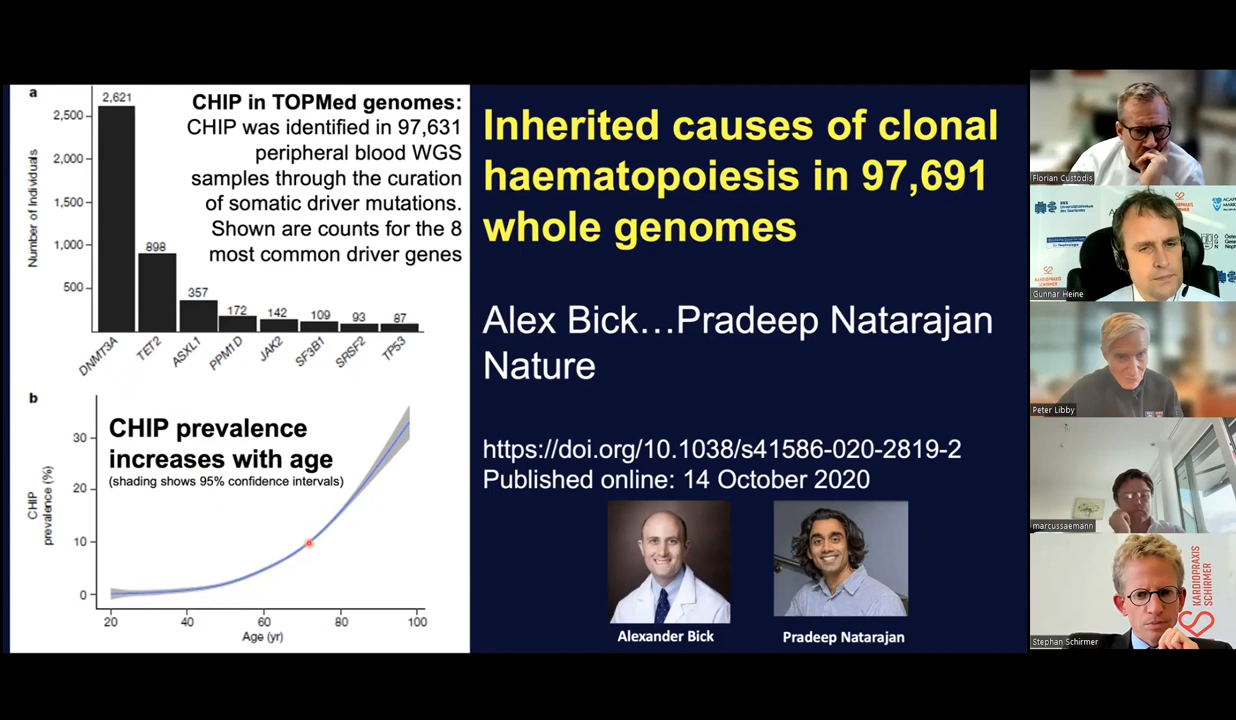 a
Number of Individuals
2,500
2,000
1,500
1,000
500
2,621
898
357
172
142
109
93
87
DNMT3A
TET2
ASXL1
PPM1D
JAK2
SF3B1
SRSF2
TP53
CHIP in TOPMed genomes:
CHIP was identified in 97,631
peripheral blood WGS
samples through the curation
of somatic driver mutations.
Shown are counts for the 8
most common driver genes
b
CHIP
prevalence (%)
30
20
10
0
20
40
60
80
100
Age (yr)
CHIP prevalence
increases with age
(shading shows 95% confidence intervals)
Inherited causes of clonal
haematopoiesis in 97,691
whole genomes
Alex Bick...Pradeep Natarajan
Nature
https://doi.org/10.1038/s41586-020-2819-2
Published online: 14 October 2020
Alexander Bick
Pradeep Natarajan
Florian Custodis
KARDIOPRAXIS
SCHIRMER
Gunnar Heine
Peter Libby
marcussaemann
KARDIOPRAXIS
SCHIRMER
Stephan Schirmer